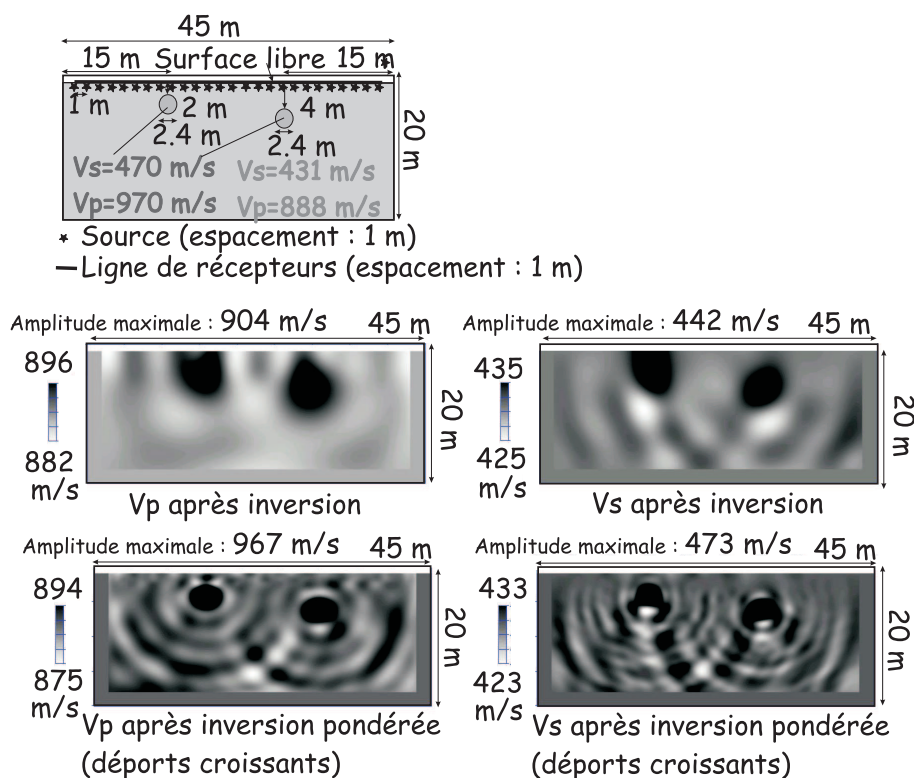 45 m
15 m Surface libre 15 m
1 m 2 m 4 m
2.4 m 2.4 m
20 m
Vs=470 m/s Vs=431 m/s
Vp=970 m/s Vp=888 m/s
Source (espacement : 1 m)
Ligne de récepteurs (espacement : 1 m)
Amplitude maximale : 904 m/s 45 m
896
882
m/s
20 m
Vp après inversion
Amplitude maximale : 442 m/s 45 m
435
425
m/s
20 m
Vs après inversion
Amplitude maximale : 967 m/s 45 m
894
875
m/s
20 m
Vp après inversion pondérée
(déports croissants)
Amplitude maximale : 473 m/s 45 m
433
423
m/s
20 m
Vs après inversion pondérée
(déports croissants)